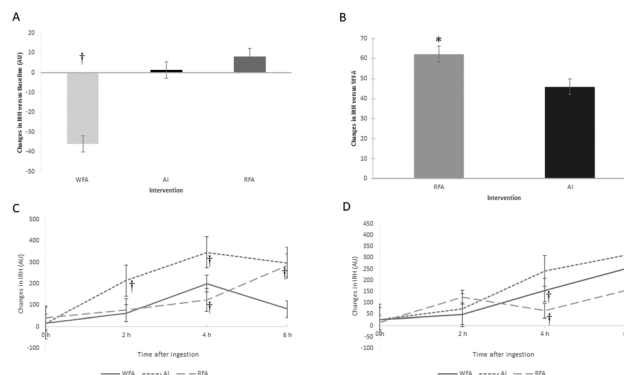 A
20
10
0
-10
-20
-30
-40
-50
†
WFA
AI
RFA
Changes in IRH versus Baseline (AU)
Intervention
B
70
60
50
40
30
20
10
0
*
RFA
AI
Changes in IRH versus WFA
Intervention
C
500
400
300
200
100
0
-100
†
†
†
†
0 h
2 h
4 h
6 h
Changes in IRH (AU)
Time after ingestion
WFA
AI
RFA
D
450
400
350
300
250
200
150
100
50
0
-50
-100
†
†
0 h
2 h
4 h
6
Changes in IRH (AU)
Time after ingestion
WFA
AI
RFA